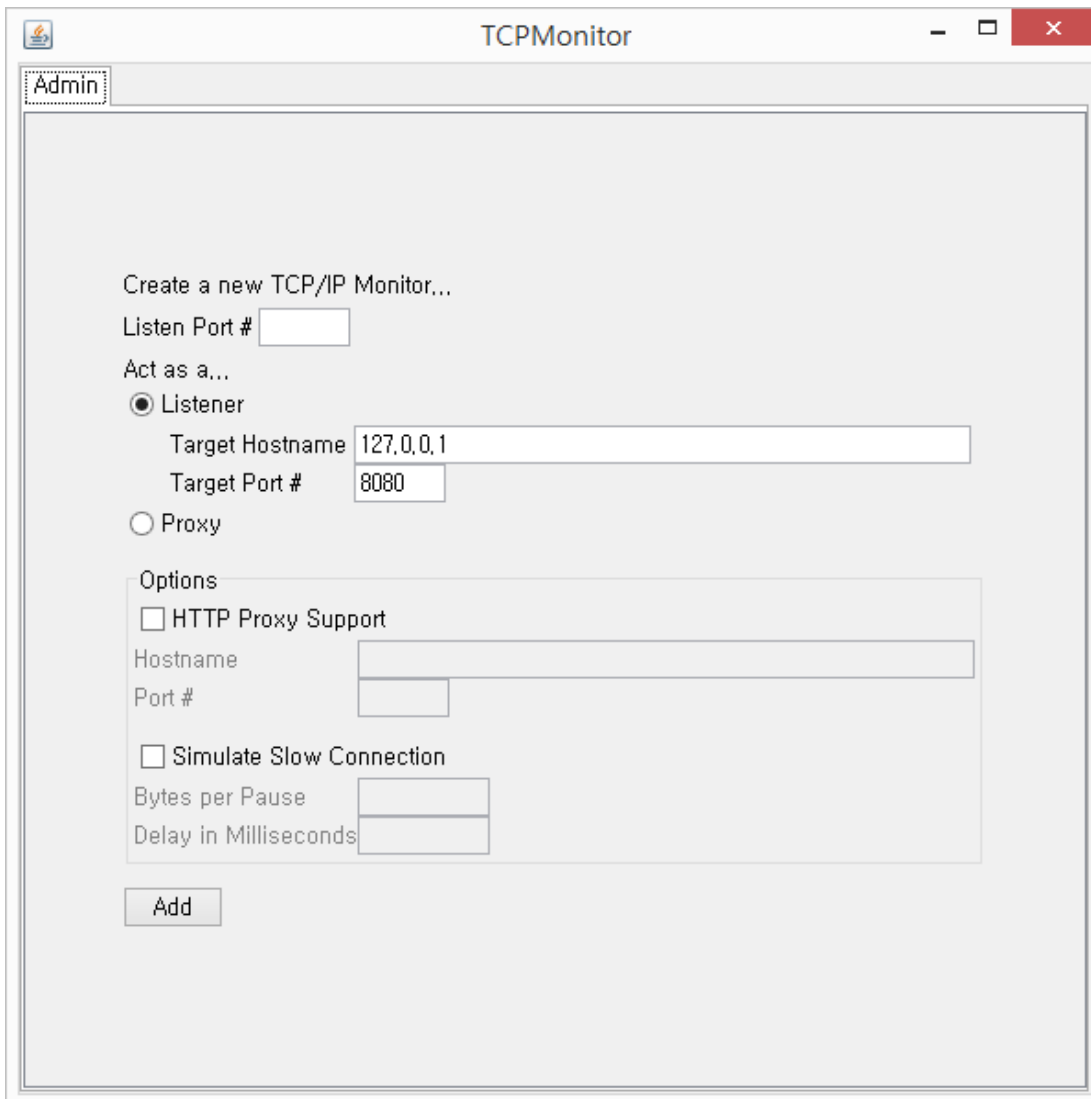 TCPMonitor
Admin
Create a new TCP/IP Monitor...
Listen Port #
Act as a...
Listener
Target Hostname 127.0.0.1
Target Port # 8080
Proxy
Options
HTTP Proxy Support
Hostname
Port #
Simulate Slow Connection
Bytes per Pause
Delay in Milliseconds
Add